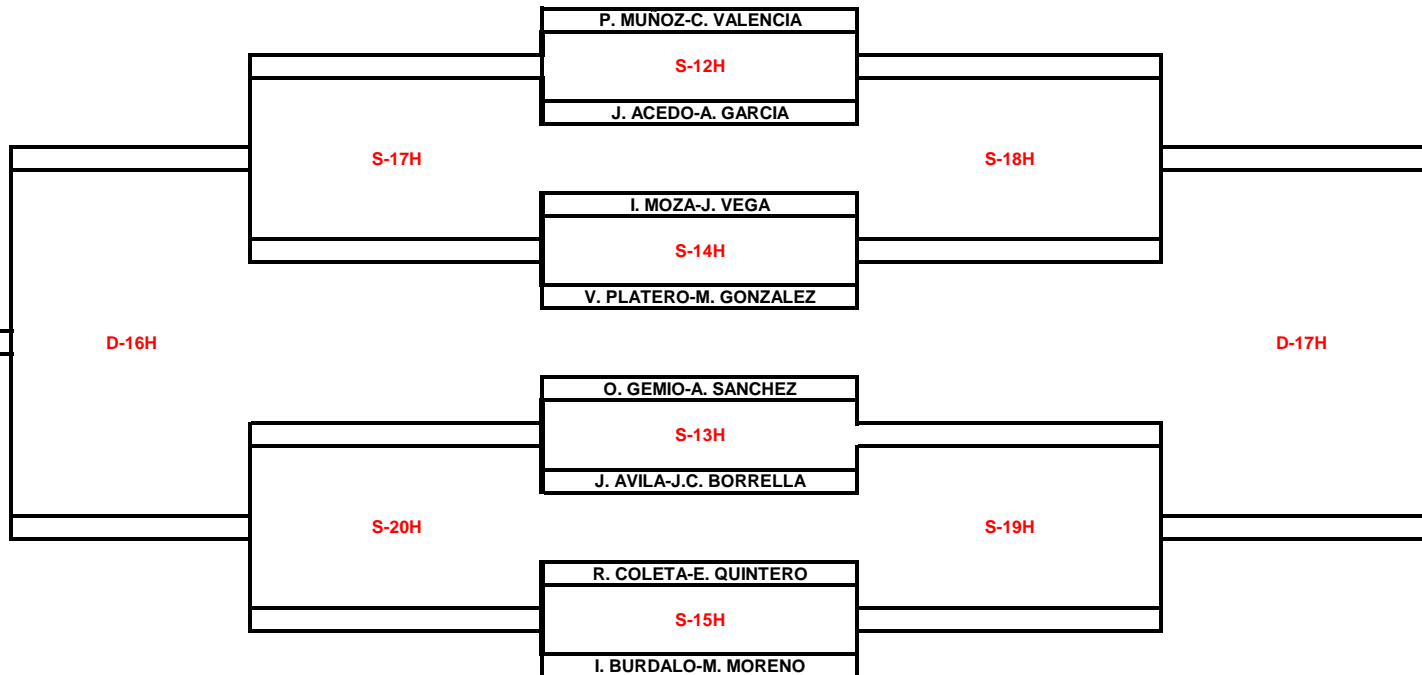 P. MUÑOZ-C. VALENCIA
S-12H
J. ACEDO-A. GARCIA
S-17H
S-18H
I. MOZA-J. VEGA
S-14H
V. PLATERO-M. GONZALEZ
D-16H
D-17H
O. GEMIO-A. SANCHEZ
S-13H
J. AVILA-J.C. BORRELLA
S-20H
S-19H
R. COLETA-E. QUINTERO
S-15H
I. BURDALO-M. MORENO